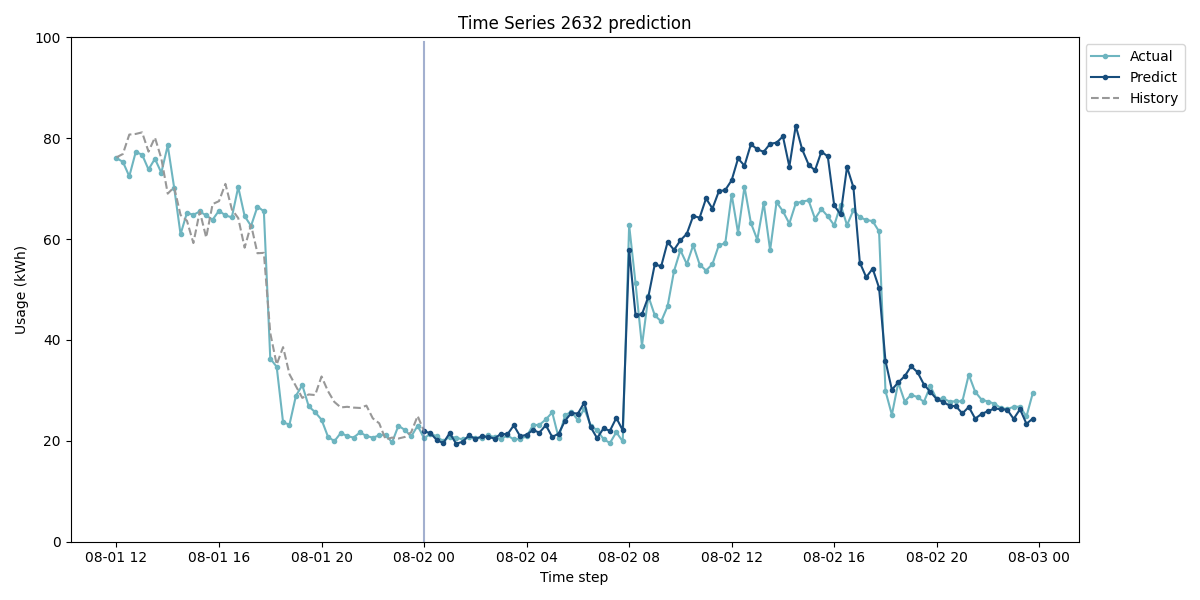 Time Series 2632 prediction
100
80
60
40
20
0
Usage (kWh)
08-01 12
08-01 16
08-01 20
08-02 00
08-02 04
08-02 08
08-02 12
08-02 16
08-02 20
08-03 00
Time step
Actual
Predict
History